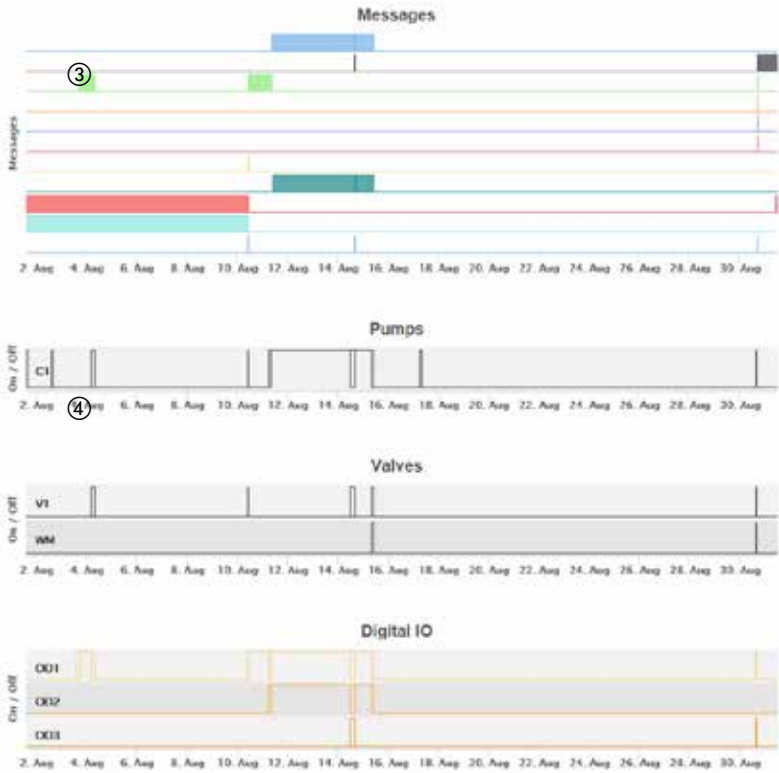 Messages
③
Messages
2. Aug 4. Aug 6. Aug 8. Aug 10. Aug 12. Aug 14. Aug 16. Aug 18. Aug 20. Aug 22. Aug 24. Aug 26. Aug 28. Aug 30. Aug
Pumps
On / Off
C1
2. Aug ④ Aug 6. Aug 8. Aug 10. Aug 12. Aug 14. Aug 16. Aug 18. Aug 20. Aug 22. Aug 24. Aug 26. Aug 28. Aug 30. Aug
Valves
On / Off
V1
WM
2. Aug 4. Aug 6. Aug 8. Aug 10. Aug 12. Aug 14. Aug 16. Aug 18. Aug 20. Aug 22. Aug 24. Aug 26. Aug 28. Aug 30. Aug
Digital IO
On / Off
OO1
OO2
OO3
2. Aug 4. Aug 6. Aug 8. Aug 10. Aug 12. Aug 14. Aug 16. Aug 18. Aug 20. Aug 22. Aug 24. Aug 26. Aug 28. Aug 30. Aug